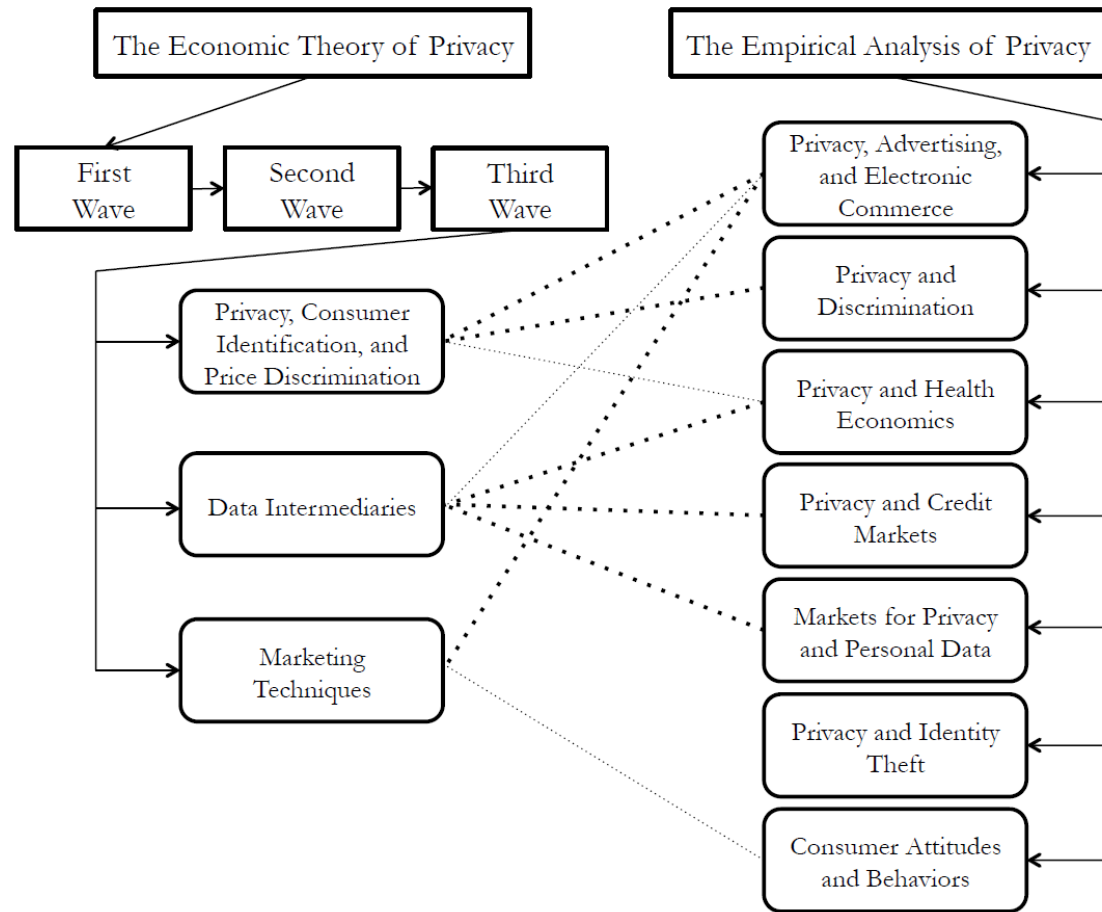 The Economic Theory of Privacy
The Empirical Analysis of Privacy
First
Wave
Second
Wave
Third
Wave
Privacy, Consumer
Identification, and
Price Discrimination
Data Intermediaries
Marketing
Techniques
Privacy, Advertising,
and Electronic
Commerce
Privacy and
Discrimination
Privacy and Health
Economics
Privacy and Credit
Markets
Markets for Privacy
and Personal Data
Privacy and Identity
Theft
Consumer Attitudes
and Behaviors